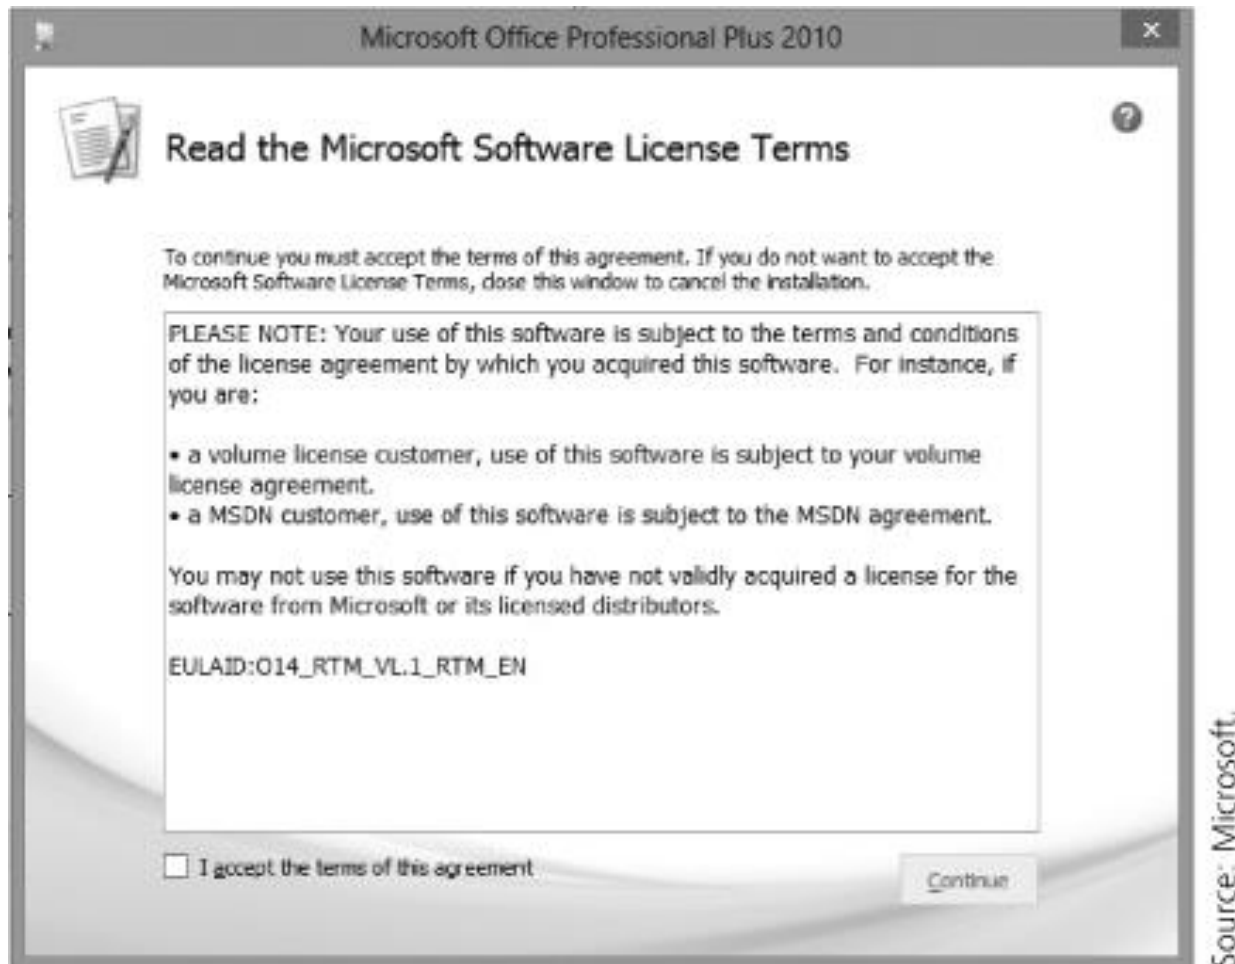 Microsoft Office Professional Plus 2010
Read the Microsoft Software License Terms
To continue you must accept the terms of this agreement. If you do not want to accept the
Microsoft Software License Terms, close this window to cancel the installation.
PLEASE NOTE: Your use of this software is subject to the terms and conditions
of the license agreement by which you acquired this software.  For instance, if
you are:
• a volume license customer, use of this software is subject to your volume
license agreement.
• a MSDN customer, use of this software is subject to the MSDN agreement.
You may not use this software if you have not validly acquired a license for the
software from Microsoft or its licensed distributors.
EULAID:O14_RTM_VL.1_RTM_EN
I accept the terms of this agreement
Continue
Source: Microsoft.